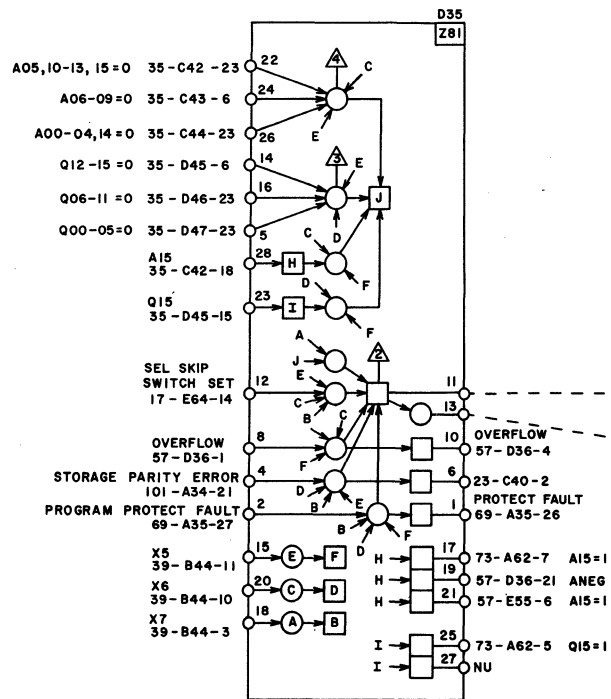 D35
Z81
A05,10-13, 15=0 35-C42-23 22
4
C
A06-09=0 35-C43-6 24
E
A00-04,14=0 35-C44-23 26
Q12-15=0 35-D45-6 14
3
E
Q06-11=0 35-D46-23 16
J
D
Q00-05=0 35-D47-23 5
C
A15 28
35-C42-18
H
F
D
Q15 23
35-D45-15
I
F
A
2
J
SEL SKIP
SWITCH SET 12
17-E64-14
E
C
B
11
13
C
OVERFLOW 8
57-D36-1
F
10 OVERFLOW
57-D36-4
STORAGE PARITY ERROR 4
101-A34-21
D
B
E
6 23-C40-2
PROGRAM PROTECT FAULT 2
69-A35-27
B
D
F
PROTECT FAULT
1 69-A35-26
X5 15
39-B44-11
E F
H 17 73-A62-7 A15=1
X6 20
39-B44-10
C D
H 19 57-D36-21 ANEG
X7 18
39-B44-3
A B
H 21 57-E55-6 A15=1
I 25 73-A62-5 Q15=1
I 27 NU